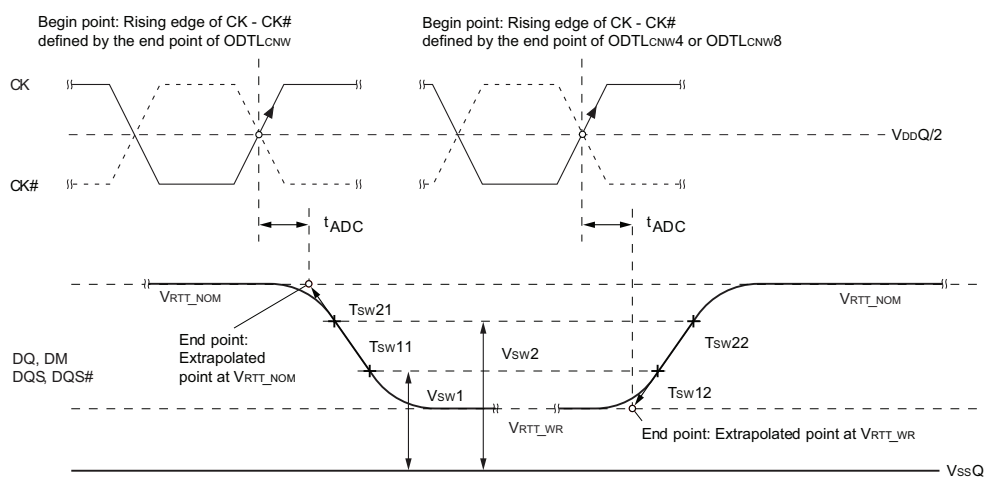 Begin point: Rising edge of CK - CK#
defined by the end point of ODTLCNW
Begin point: Rising edge of CK - CK#
defined by the end point of ODTLCNW4 or ODTLCNW8
CK
VDDQ/2
CK#
tADC
tADC
VRTT_NOM
VRTT_NOM
TSW21
End point:
Extrapolated
point at VRTT_NOM
TSW11
VSW2
TSW22
DQ, DM
DQS, DQS#
VSW1
TSW12
VRTT_WR
End point: Extrapolated point at VRTT_WR
VSSQ